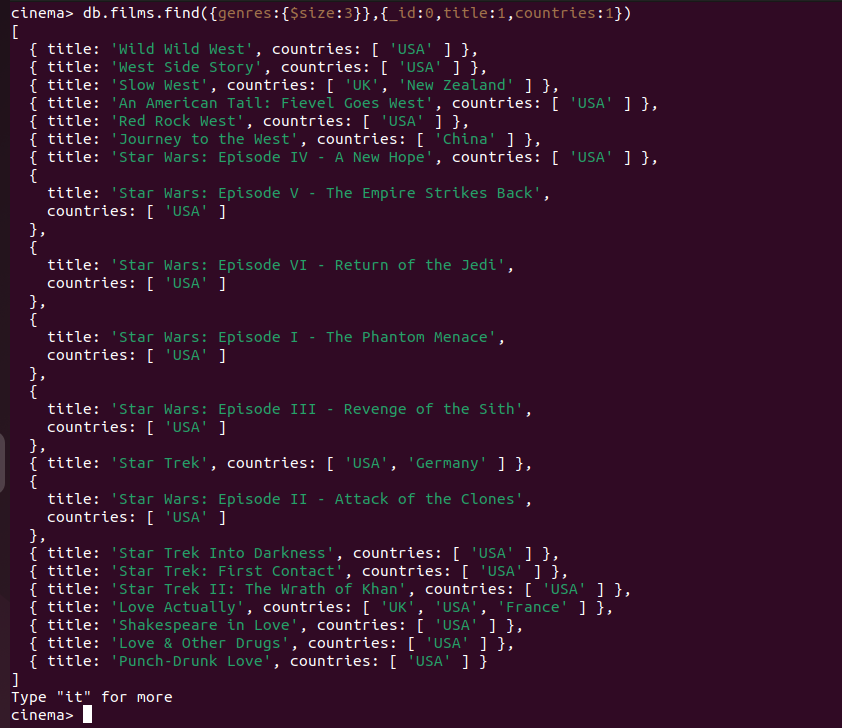 cinema> db.films.find({genres:{$size:3}},{_id:0,title:1,countries:1})
[
  { title: 'Wild Wild West', countries: [ 'USA' ] },
  { title: 'West Side Story', countries: [ 'USA' ] },
  { title: 'Slow West', countries: [ 'UK', 'New Zealand' ] },
  { title: 'An American Tail: Fievel Goes West', countries: [ 'USA' ] },
  { title: 'Red Rock West', countries: [ 'USA' ] },
  { title: 'Journey to the West', countries: [ 'China' ] },
  { title: 'Star Wars: Episode IV - A New Hope', countries: [ 'USA' ] },
  {
    title: 'Star Wars: Episode V - The Empire Strikes Back',
    countries: [ 'USA' ]
  },
  {
    title: 'Star Wars: Episode VI - Return of the Jedi',
    countries: [ 'USA' ]
  },
  {
    title: 'Star Wars: Episode I - The Phantom Menace',
    countries: [ 'USA' ]
  },
  {
    title: 'Star Wars: Episode III - Revenge of the Sith',
    countries: [ 'USA' ]
  },
  { title: 'Star Trek', countries: [ 'USA', 'Germany' ] },
  {
    title: 'Star Wars: Episode II - Attack of the Clones',
    countries: [ 'USA' ]
  },
  { title: 'Star Trek Into Darkness', countries: [ 'USA' ] },
  { title: 'Star Trek: First Contact', countries: [ 'USA' ] },
  { title: 'Star Trek II: The Wrath of Khan', countries: [ 'USA' ] },
  { title: 'Love Actually', countries: [ 'UK', 'USA', 'France' ] },
  { title: 'Shakespeare in Love', countries: [ 'USA' ] },
  { title: 'Love & Other Drugs', countries: [ 'USA' ] },
  { title: 'Punch-Drunk Love', countries: [ 'USA' ] }
]
Type "it" for more
cinema>